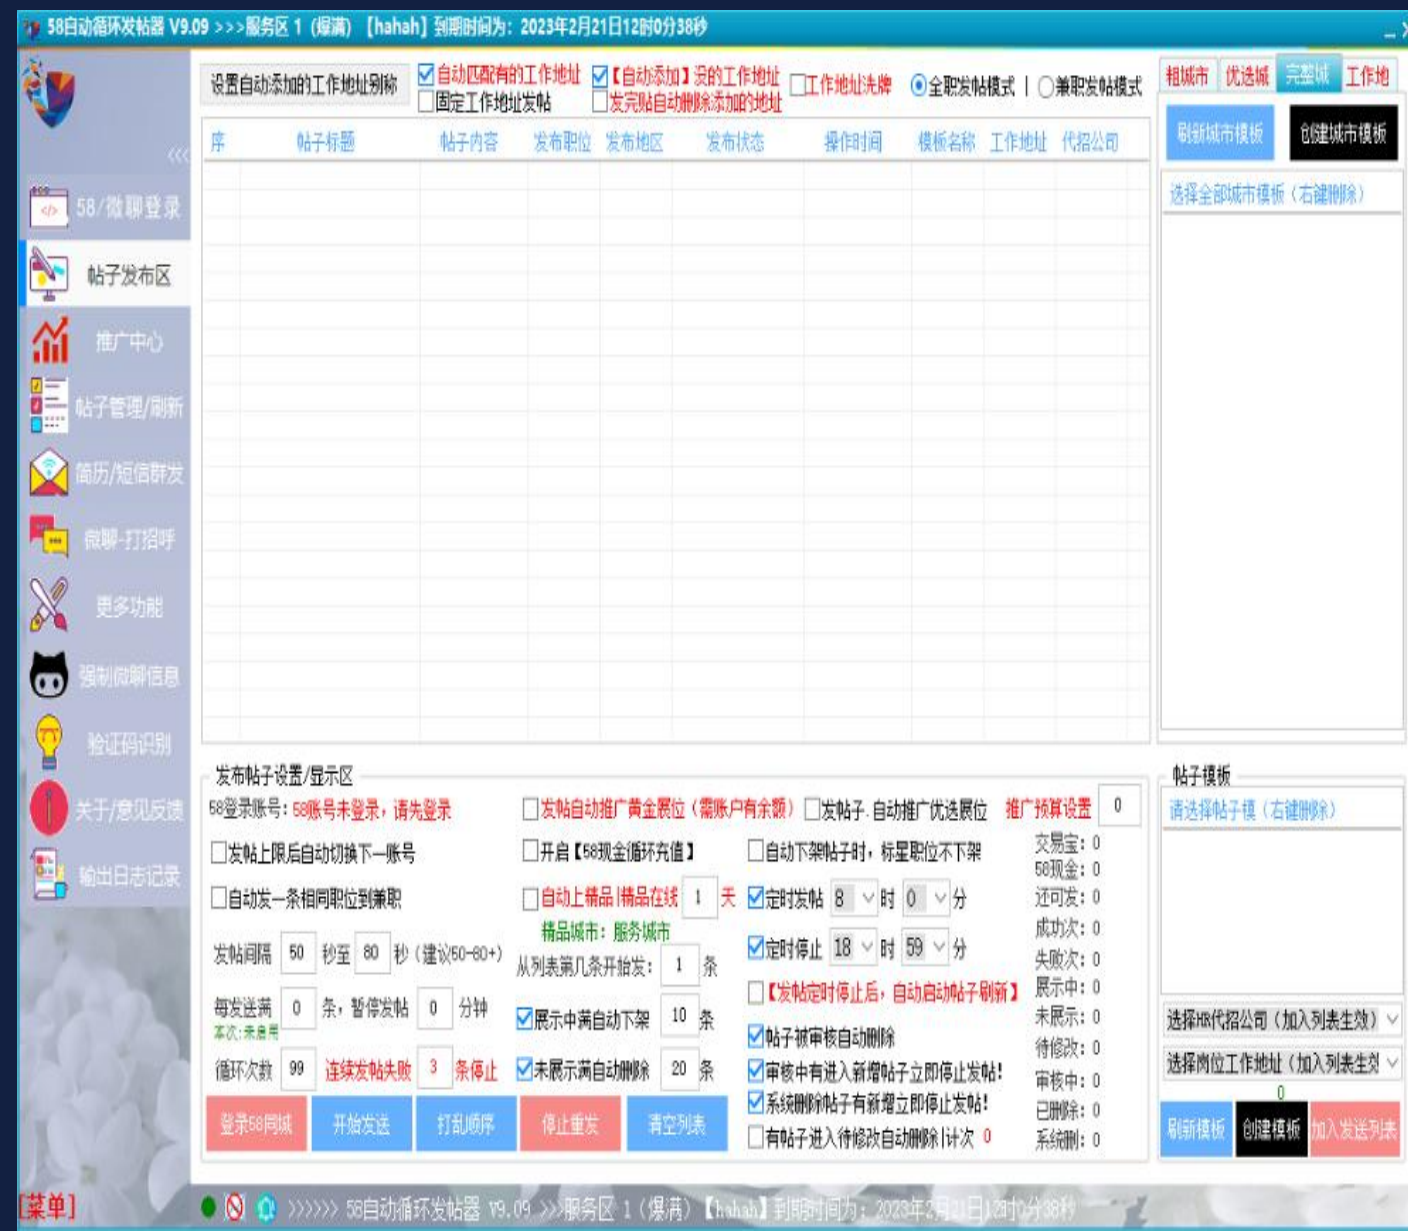 58自动循环发帖器 V9.09 >>>服务区 1 (爆满) 【hahah】到期时间为: 2023年2月21日12时0分38秒
设置自动添加的工作地址别称
自动匹配有的工作地址
【自动添加】没的工作地址
工作地址洗牌
全职发帖模式 |
兼职发帖模式
固定工作地址发帖
发完贴自动删除添加的地址
粗城市
优选城
完整城
工作地
刷新城市模板
创建城市模板
序 帖子标题 帖子内容 发布职位 发布地区 发布状态 操作时间 模板名称 工作地址 代招公司
选择全部城市模板 (右键删除)
<<<
58/微聊登录
帖子发布区
推广中心
帖子管理/刷新
简历/短信群发
微聊-打招呼
更多功能
强制微聊信息
验证码识别
关于/意见反馈
输出日志记录
发布帖子设置/显示区
58登录账号: 58账号未登录, 请先登录
发帖自动推广黄金展位 (需账户有余额)
发帖子.自动推广优选展位
推广预算设置 0
发帖上限后自动切换下一账号
开启【58现金循环充值】
自动下架帖子时, 标星职位不下架
自动发一条相同职位到兼职
自动上精品|精品在线 1 天
定时发帖 8 时 0 分
精品城市: 服务城市
发帖间隔 50 秒至 80 秒 (建议50-80+)
从列表第几条开始发: 1 条
定时停止 18 时 59 分
【发帖定时停止后, 自动启动帖子刷新】
每发送满 0 条, 暂停发帖 0 分钟
本次:未启用
展示中满自动下架 10 条
帖子被审核自动删除
循环次数 99 连续发帖失败 3 条停止
未展示满自动删除 20 条
审核中有进入新增帖子立即停止发帖!
系统删除帖子有新增立即停止发帖!
有帖子进入待修改自动删除|计次 0
交易宝: 0
58现金: 0
还可发: 0
成功次: 0
失败次: 0
展示中: 0
未展示: 0
待修改: 0
审核中: 0
已删除: 0
系统删: 0
登录58同城
开始发送
打乱顺序
停止重发
清空列表
帖子模板
请选择帖子模 (右键删除)
选择HR代招公司 (加入列表生效)
选择岗位工作地址 (加入列表生效
0
刷新模板
创建模板
加入发送列表
[菜单]
>>>>>> 58自动循环发帖器 V9.09 >>>服务区 1 (爆满) 【hahah】到期时间为: 2023年2月21日12时0分38秒